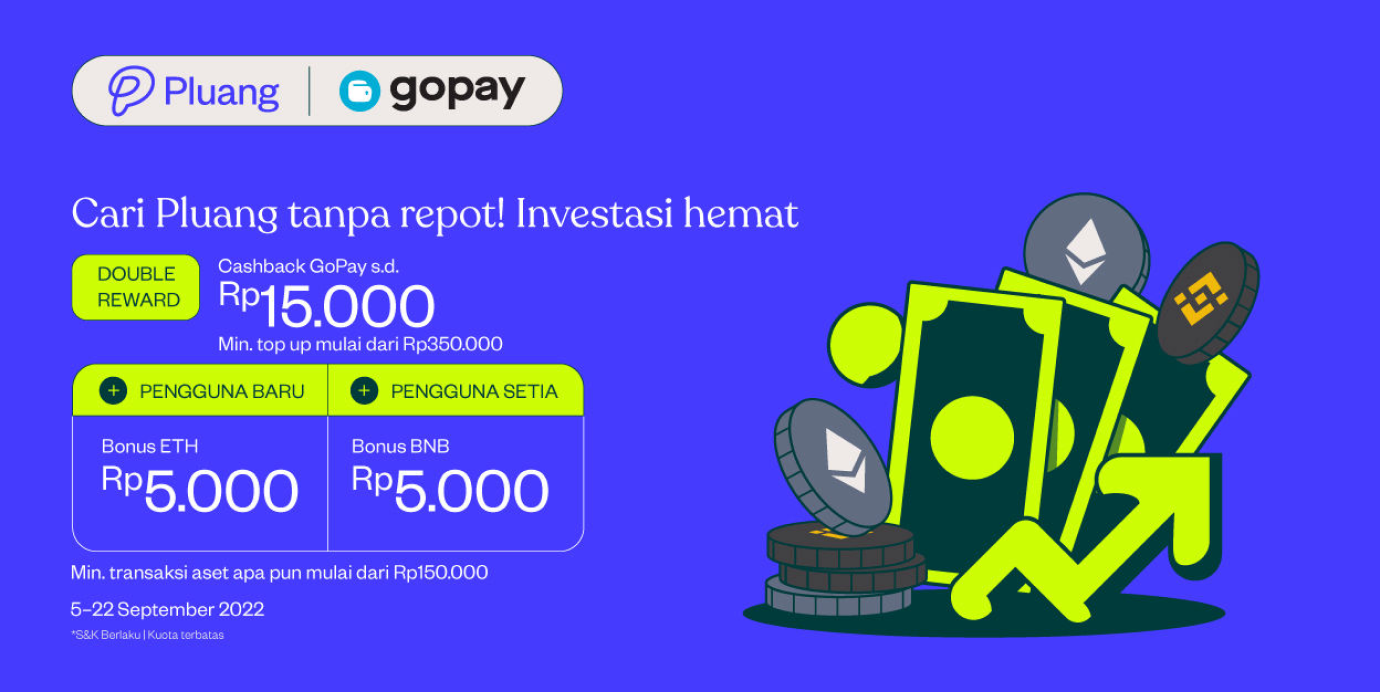 Pluang | gopay
Cari Pluang tanpa repot! Investasi hemat
DOUBLE
REWARD
Cashback GoPay s.d.
Rp15.000
Min. top up mulai dari Rp350.000
+ PENGGUNA BARU
Bonus ETH
Rp5.000
+ PENGGUNA SETIA
Bonus BNB
Rp5.000
Min. transaksi aset apa pun mulai dari Rp150.000
5–22 September 2022
*S&K Berlaku | Kuota terbatas